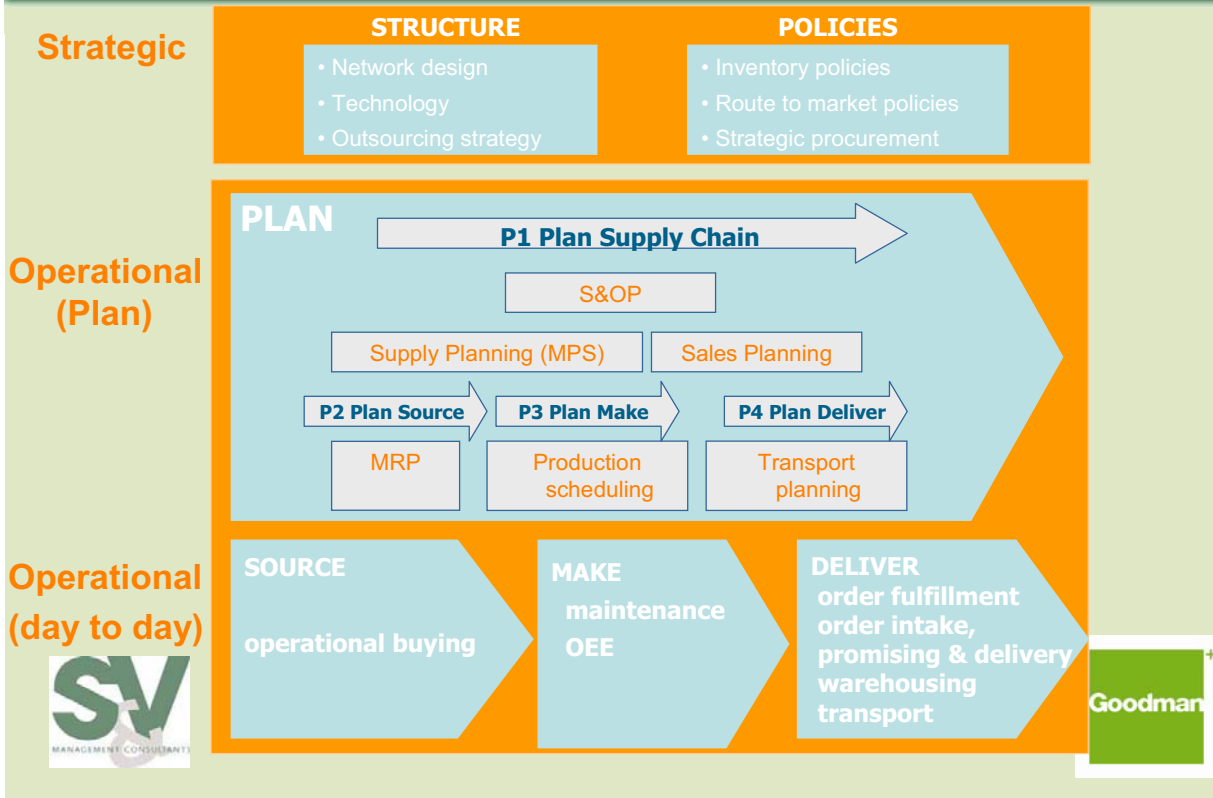 Strategic
STRUCTURE
• Network design
• Technology
• Outsourcing strategy
POLICIES
• Inventory policies
• Route to market policies
• Strategic procurement
Operational
(Plan)
PLAN
P1 Plan Supply Chain
S&OP
Supply Planning (MPS)
Sales Planning
P2 Plan Source
P3 Plan Make
P4 Plan Deliver
MRP
Production
scheduling
Transport
planning
Operational
(day to day)
SOURCE
operational buying
MAKE
maintenance
OEE
DELIVER
order fulfillment
order intake,
promising & delivery
warehousing
transport
S&V
MANAGEMENT CONSULTANTS
Goodman
+